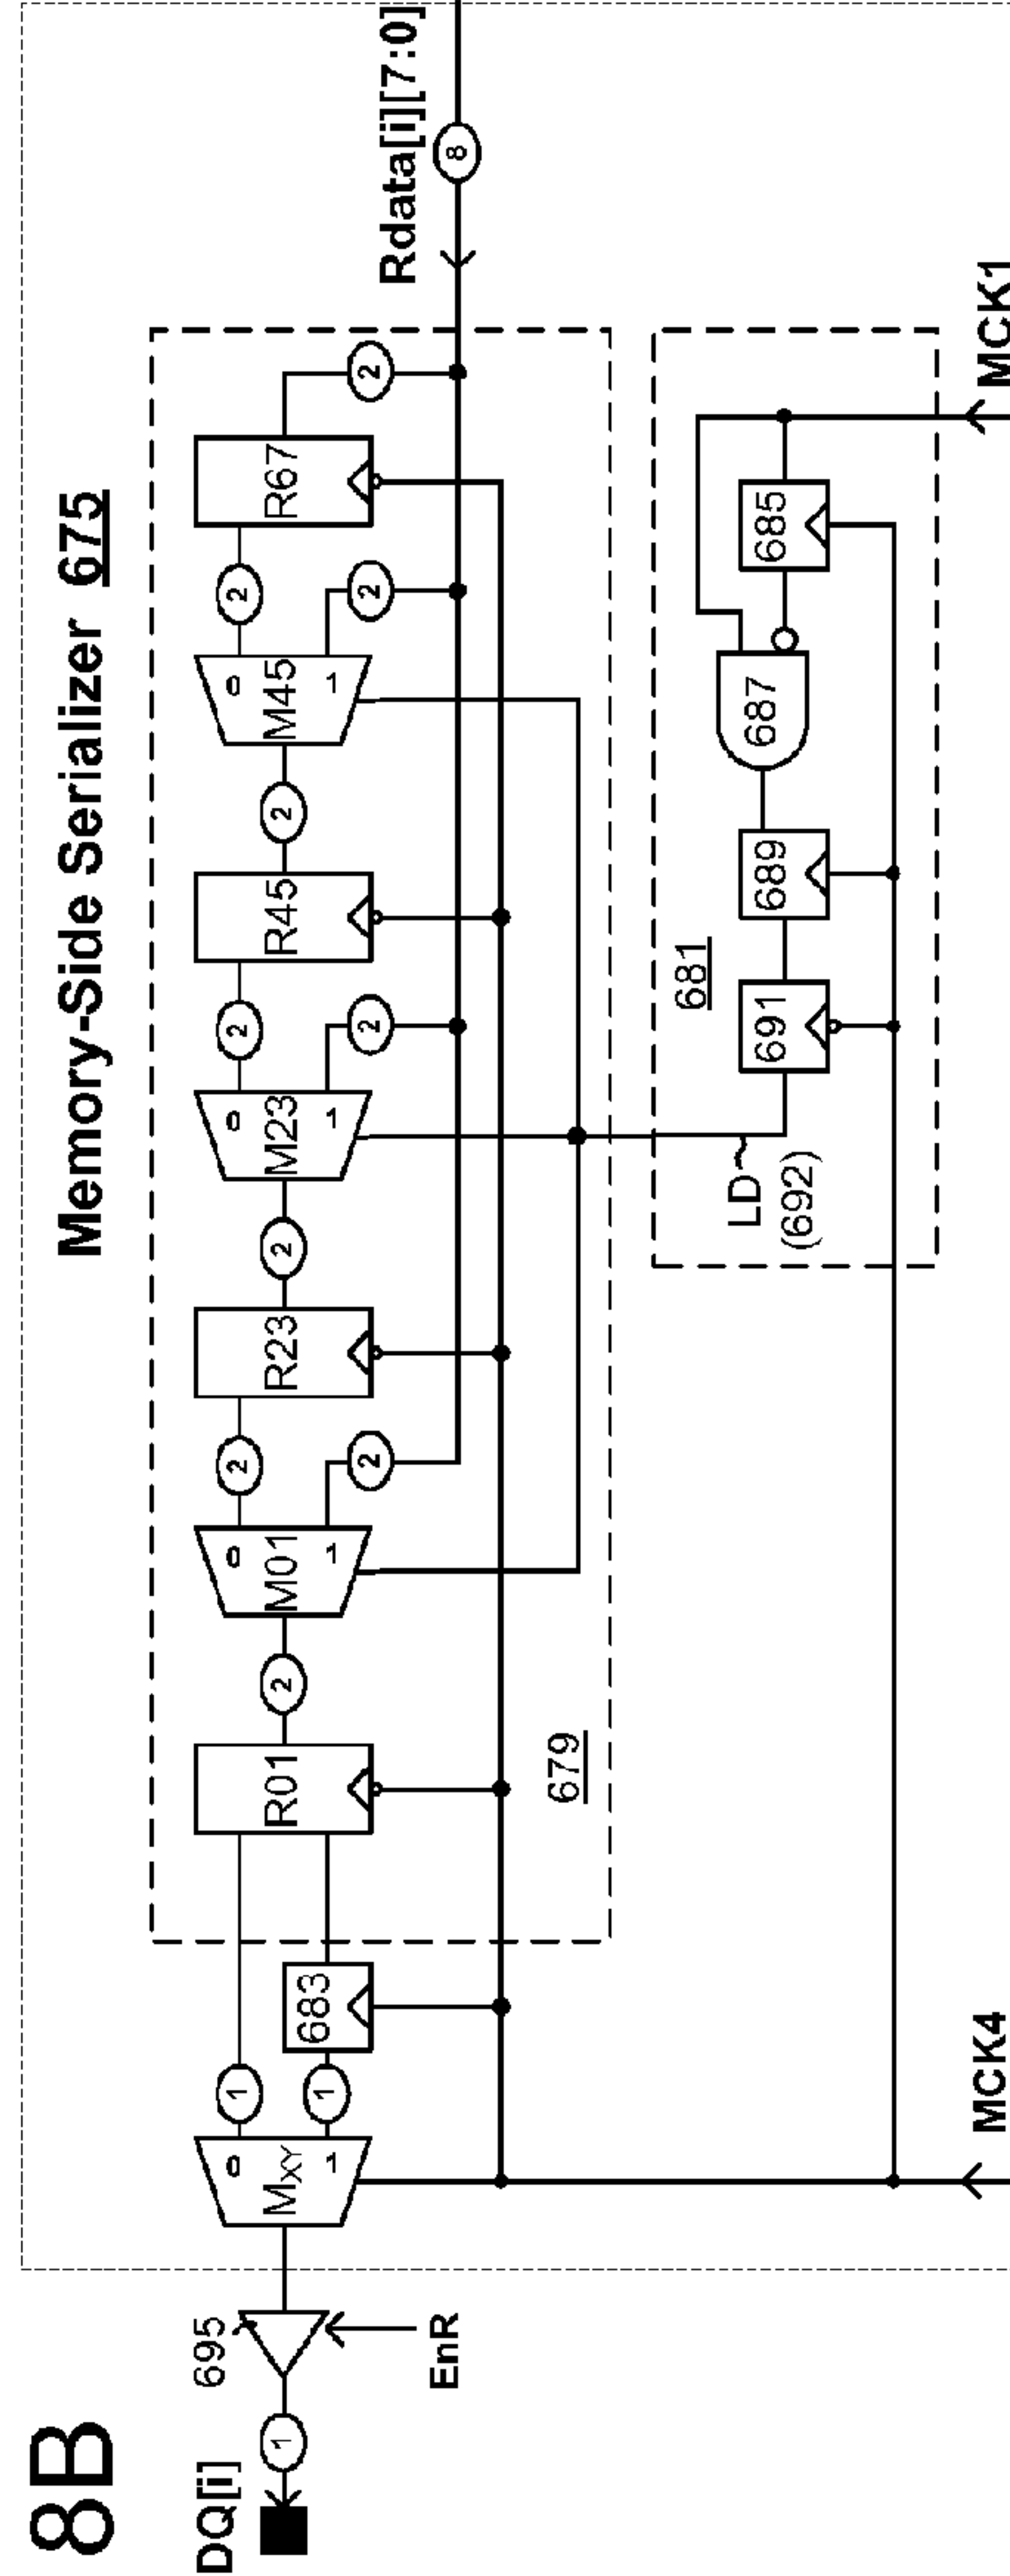 8B
Memory-Side Serializer 675
DQ[i]
1
695
EnR
MXY
0
1
1
1
683
R01
2
M01
0
1
2
2
R23
2
M23
0
1
2
2
R45
2
M45
0
1
2
2
R67
2
Rdata[i][7:0]
8
679
681
LD
(692)
691
689
687
685
MCK4
MCK1